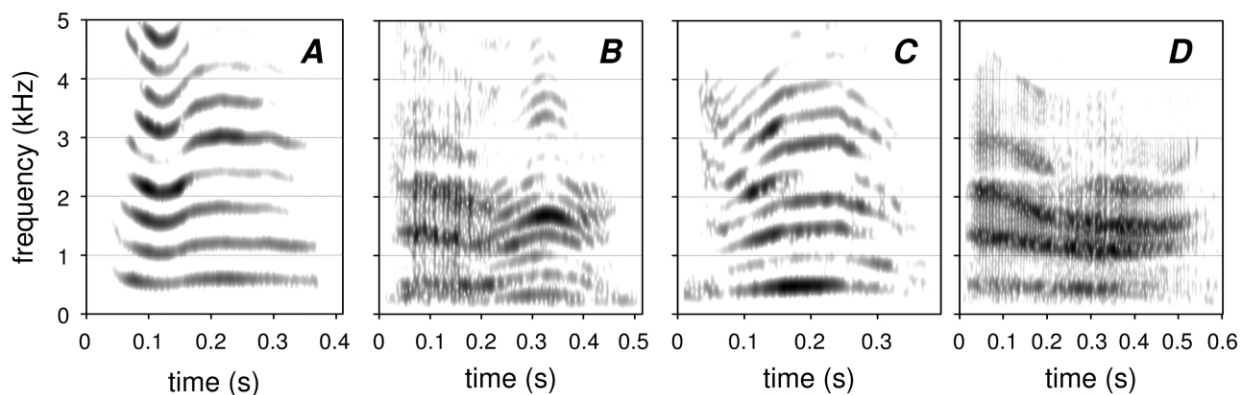 5
4
3
2
1
0
frequency (kHz)
A
B
C
D
0 0.1 0.2 0.3 0.4
0 0.1 0.2 0.3 0.4 0.5
0 0.1 0.2 0.3
0 0.1 0.2 0.3 0.4 0.5 0.6
time (s)
time (s)
time (s)
time (s)